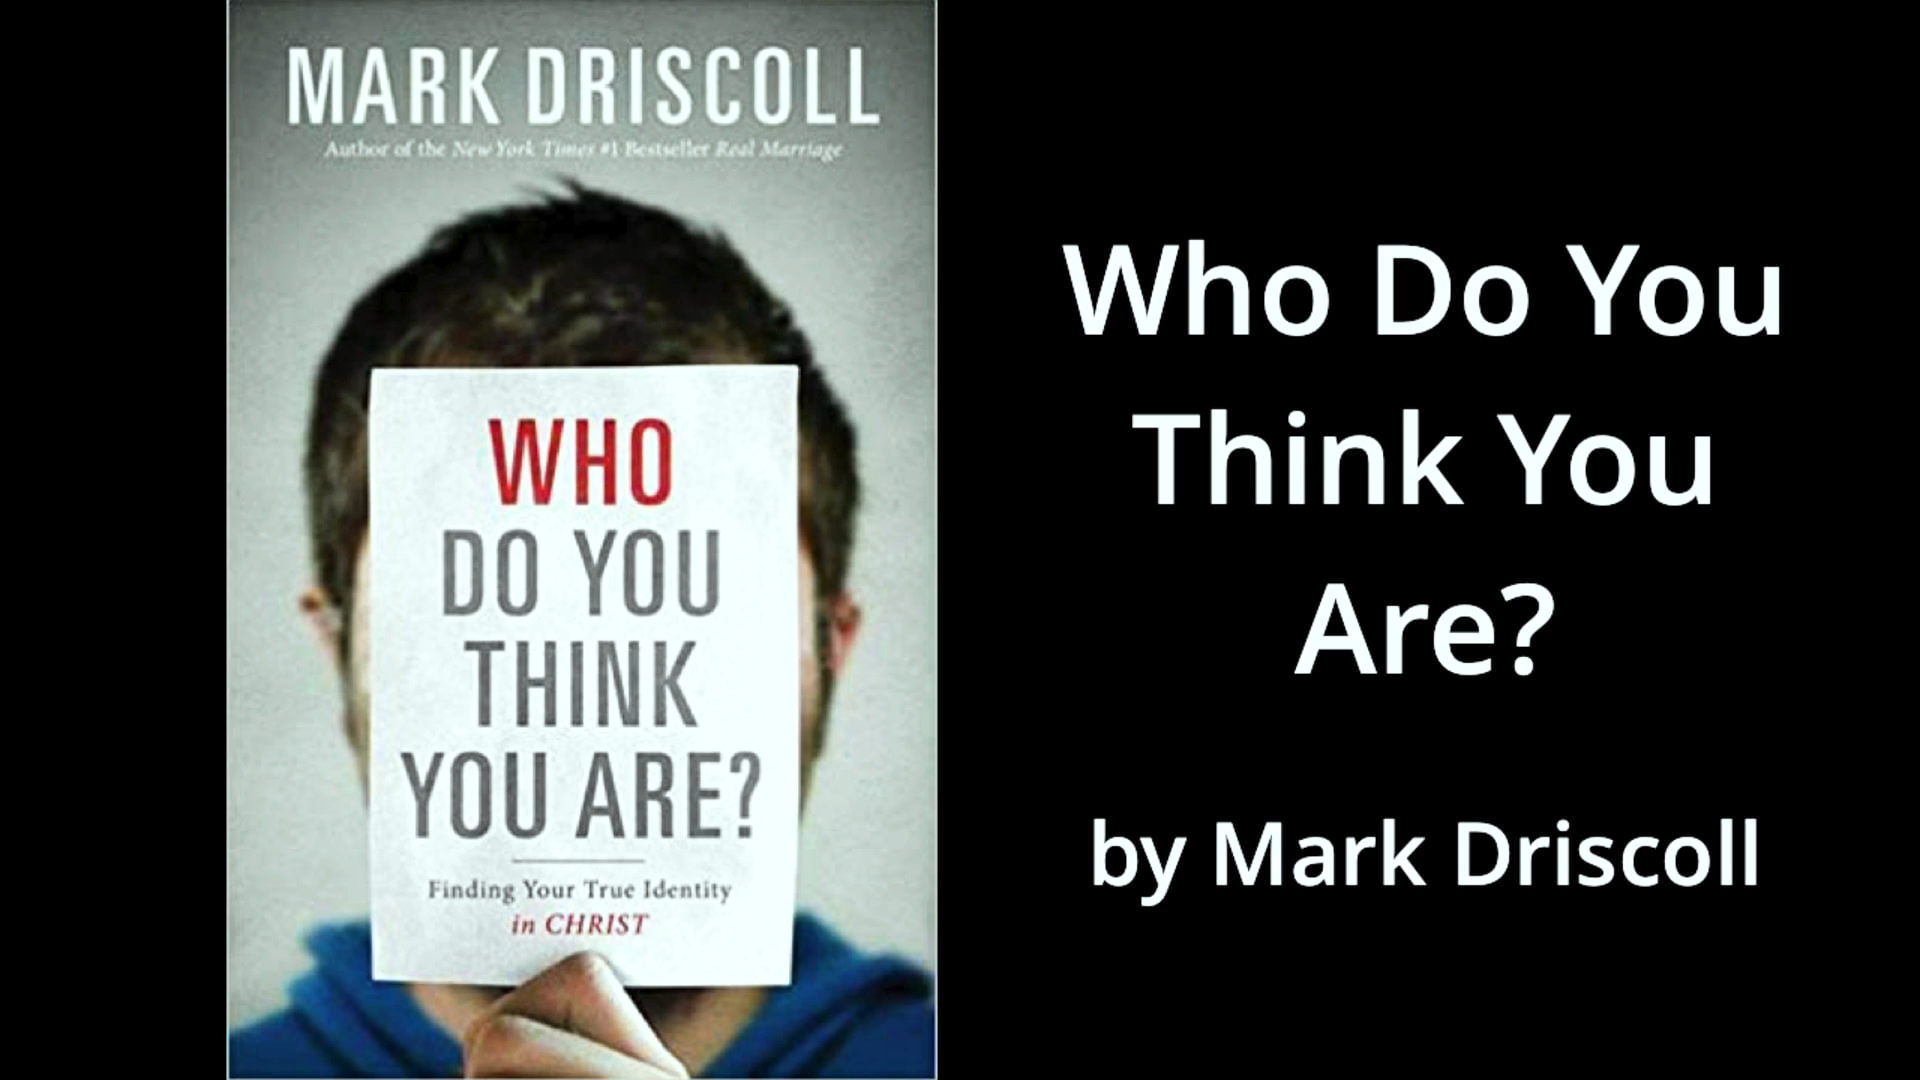 MARK DRISCOLL
Author of the New York Times #1 Bestseller Real Marriage
WHO
DO YOU
THINK
YOU ARE?
Finding Your True Identity
in CHRIST
Who Do You
Think You
Are?
by Mark Driscoll